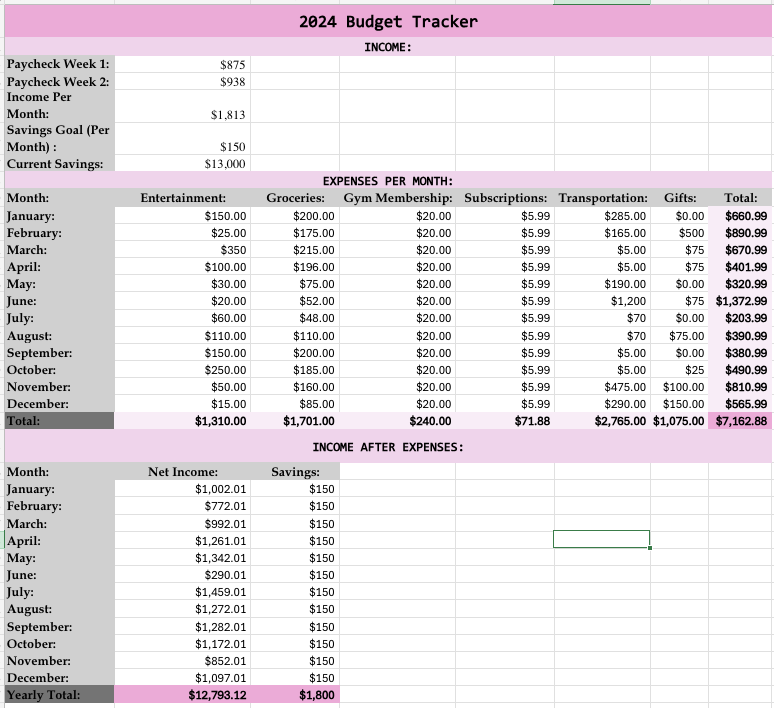 2024 Budget Tracker
INCOME:
Paycheck Week 1: $875
Paycheck Week 2: $938
Income Per
Month: $1,813
Savings Goal (Per
Month) : $150
Current Savings: $13,000
EXPENSES PER MONTH:
Month: Entertainment: Groceries: Gym Membership: Subscriptions: Transportation: Gifts: Total:
January: $150.00 $200.00 $20.00 $5.99 $285.00 $0.00 $660.99
February: $25.00 $175.00 $20.00 $5.99 $165.00 $500 $890.99
March: $350 $215.00 $20.00 $5.99 $5.00 $75 $670.99
April: $100.00 $196.00 $20.00 $5.99 $5.00 $75 $401.99
May: $30.00 $75.00 $20.00 $5.99 $190.00 $0.00 $320.99
June: $20.00 $52.00 $20.00 $5.99 $1,200 $75 $1,372.99
July: $60.00 $48.00 $20.00 $5.99 $70 $0.00 $203.99
August: $110.00 $110.00 $20.00 $5.99 $70 $75.00 $390.99
September: $150.00 $200.00 $20.00 $5.99 $5.00 $0.00 $380.99
October: $250.00 $185.00 $20.00 $5.99 $5.00 $25 $490.99
November: $50.00 $160.00 $20.00 $5.99 $475.00 $100.00 $810.99
December: $15.00 $85.00 $20.00 $5.99 $290.00 $150.00 $565.99
Total: $1,310.00 $1,701.00 $240.00 $71.88 $2,765.00 $1,075.00 $7,162.88
INCOME AFTER EXPENSES:
Month: Net Income: Savings:
January: $1,002.01 $150
February: $772.01 $150
March: $992.01 $150
April: $1,261.01 $150
May: $1,342.01 $150
June: $290.01 $150
July: $1,459.01 $150
August: $1,272.01 $150
September: $1,282.01 $150
October: $1,172.01 $150
November: $852.01 $150
December: $1,097.01 $150
Yearly Total: $12,793.12 $1,800